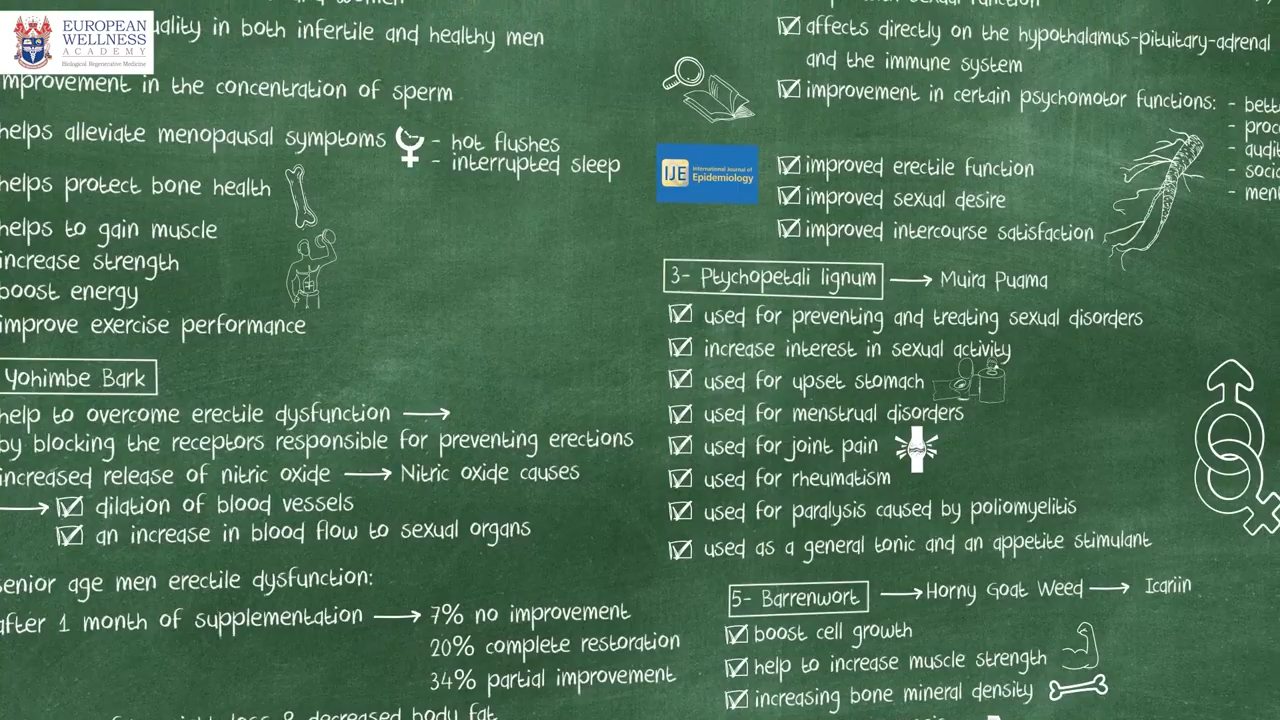 EUROPEAN
WELLNESS
ACADEMY
Biological Regenerative Medicine
quality in both infertile and healthy men
improvement in the concentration of sperm
helps alleviate menopausal symptoms
- hot flushes
- interrupted sleep
helps protect bone health
helps to gain muscle
increase strength
boost energy
improve exercise performance
Yohimbe Bark
help to overcome erectile dysfunction
by blocking the receptors responsible for preventing erections
increased release of nitric oxide → Nitric oxide causes
→ dilation of blood vessels
an increase in blood flow to sexual organs
senior age men erectile dysfunction:
after 1 month of supplementation → 7% no improvement
20% complete restoration
34% partial improvement
& decreased body fat
affects directly on the hypothalamus-pituitary-adrenal
and the immune system
improvement in certain psychomotor functions:
IJE International Journal of
Epidemiology
improved erectile function
improved sexual desire
improved intercourse satisfaction
3- Ptychopetali lignum → Muira Puama
used for preventing and treating sexual disorders
increase interest in sexual activity
used for upset stomach
used for menstrual disorders
used for joint pain
used for rheumatism
used for paralysis caused by poliomyelitis
used as a general tonic and an appetite stimulant
5- Barrenwort → Horny Goat Weed → Icariin
boost cell growth
help to increase muscle strength
increasing bone mineral density